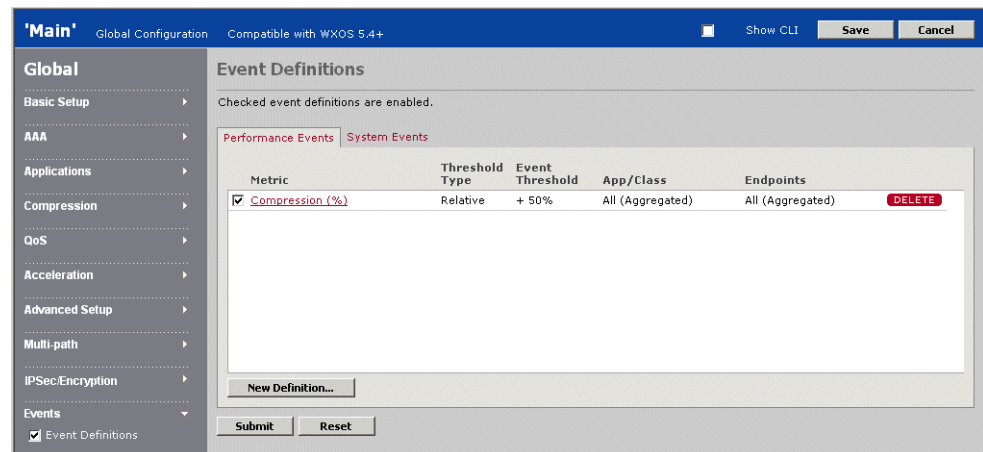 'Main' Global Configuration Compatible with WXOS 5.4+ Show CLI Save Cancel
Global
Basic Setup
AAA
Applications
Compression
QoS
Acceleration
Advanced Setup
Multi-path
IPSec/Encryption
Events
Event Definitions
Event Definitions
Checked event definitions are enabled.
Performance Events System Events
Metric Threshold Type Event Threshold App/Class Endpoints
Compression (%) Relative + 50% All (Aggregated) All (Aggregated) DELETE
New Definition...
Submit Reset